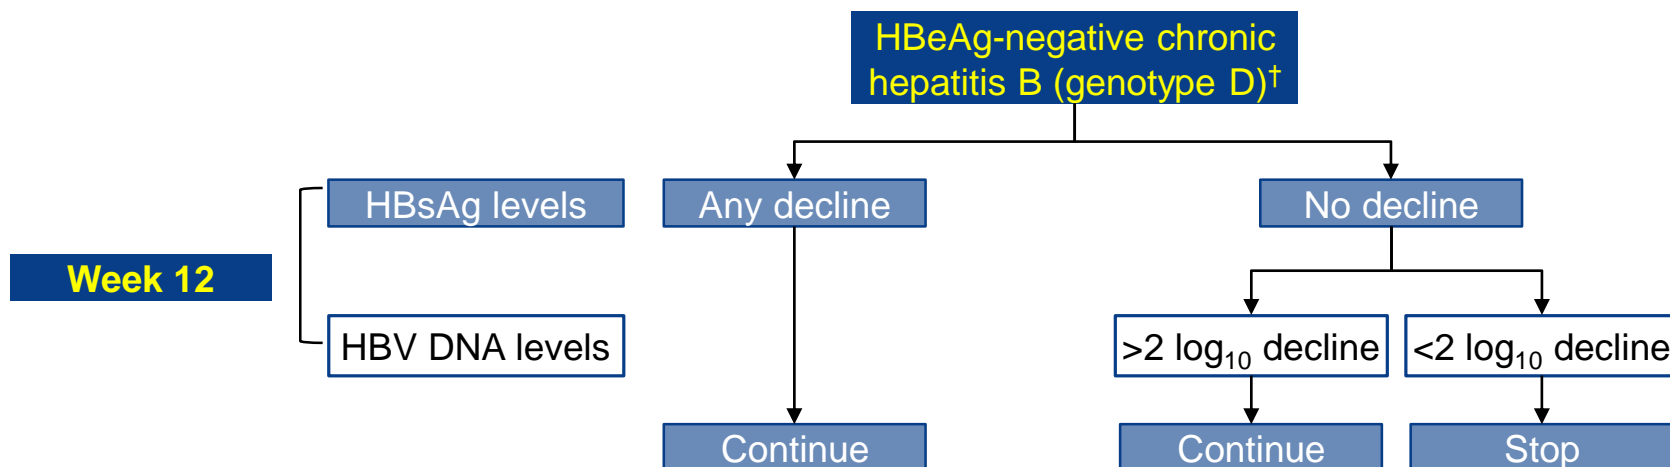 HBeAg-negative chronic
hepatitis B (genotype D)†
HBsAg levels
Any decline
No decline
Week 12
HBV DNA levels
>2 log₁₀ decline
<2 log₁₀ decline
Continue
Continue
Stop